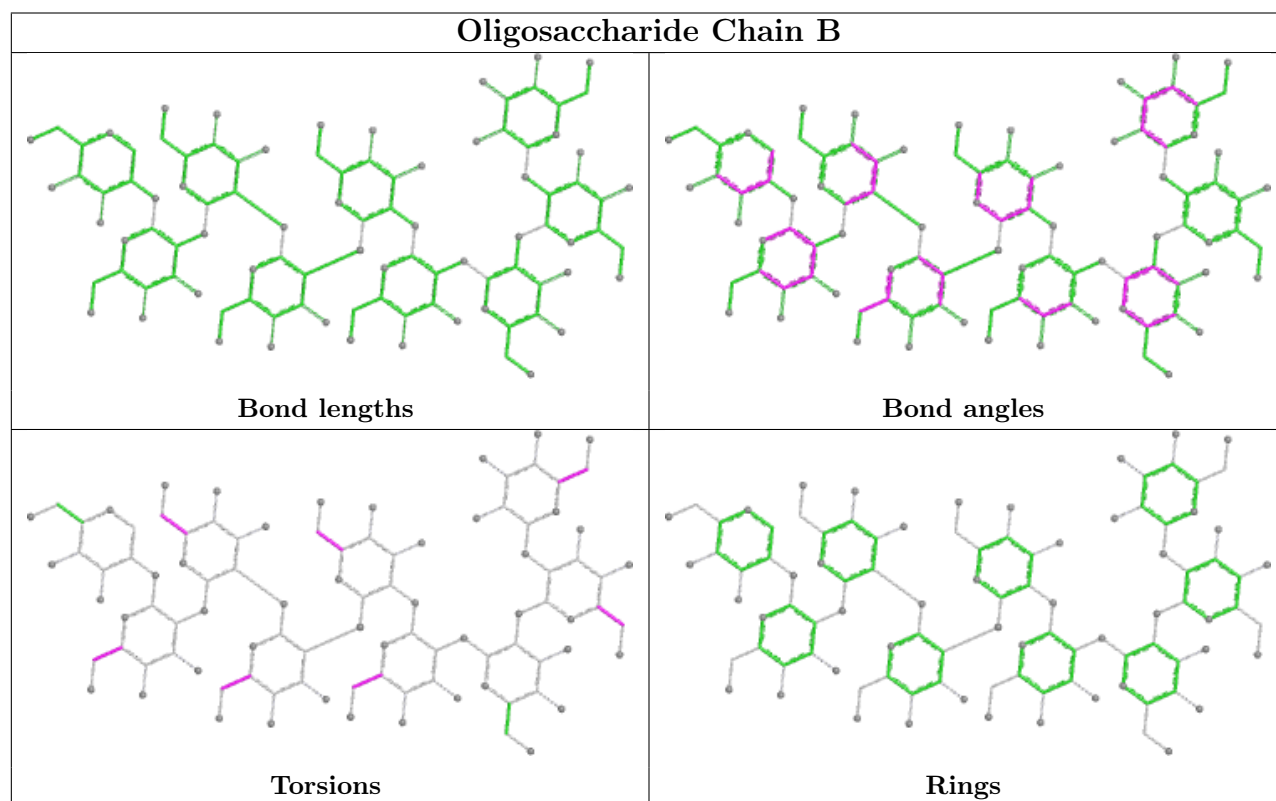 Oligosaccharide Chain B
Bond lengths
Bond angles
Torsions
Rings